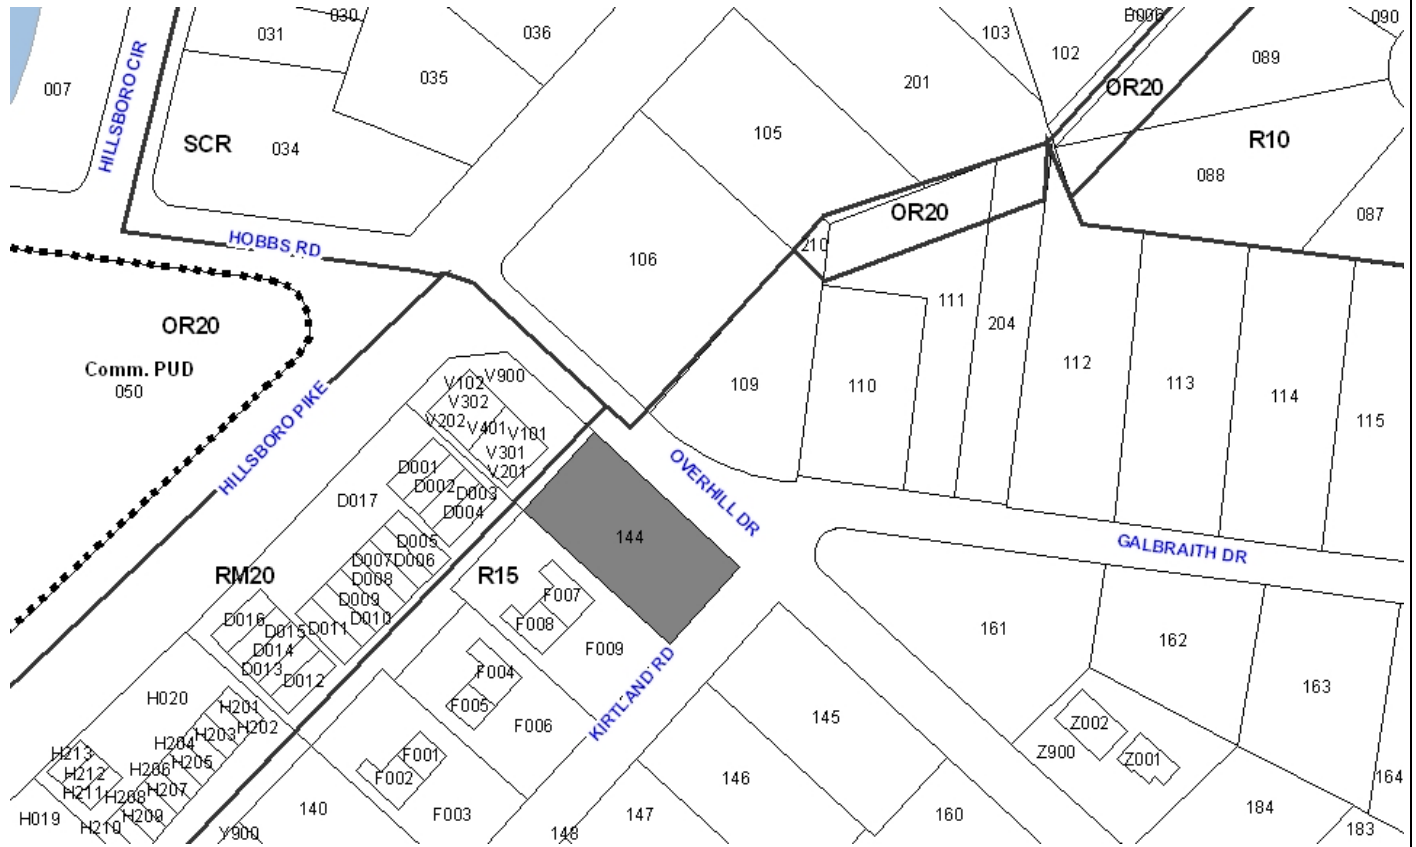 030
036
B006
090
031
103
102
089
035
201
OR20
007
HILLSBORO CIR
SCR
034
105
R10
088
OR20
087
HOBBS RD
210
106
111
204
OR20
Comm. PUD
050
112
113
114
115
109
110
HILLSBORO PIKE
V102
V900
V302
V202
V401
V101
V301
V201
D001
D002
D003
D004
D017
OVERHILL DR
144
D005
D007
D006
D008
D009
D010
D011
GALBRAITH DR
RM20
R15
F007
F008
F009
D016
D015
D014
D013
D012
161
162
163
F004
F005
F006
KIRTLAND RD
145
H020
H201
H202
H203
H204
H205
H206
H207
H208
H209
H210
H213
H212
H211
H019
Z002
Z001
Z900
F001
F002
F003
146
147
148
160
164
184
183
140
Y900